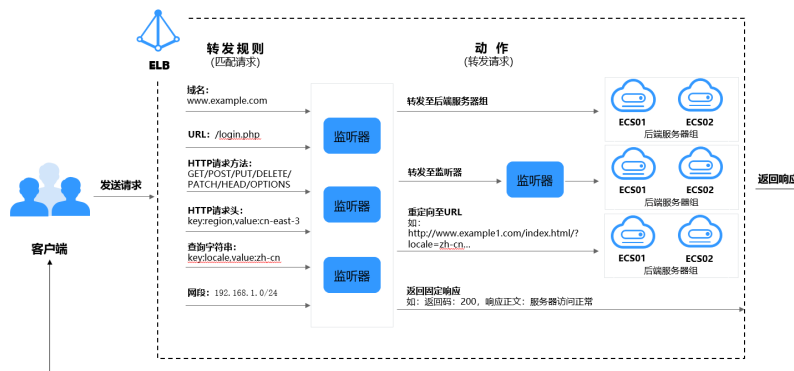 ELB
转发规则
(匹配请求)
动 作
(转发请求)
域名：
www.example.com
URL：/login.php
HTTP请求方法：
GET/POST/PUT/DELETE/
PATCH/HEAD/OPTIONS
HTTP请求头：
key:region,value:cn-east-3
查询字符串：
key:locale,value:zh-cn
网段：192.168.1.0/24
客户端
发送请求
监听器
监听器
监听器
转发至后端服务器组
转发至监听器
监听器
重定向至URL
如：
http://www.example1.com/index.html/?
locale=zh-cn...
返回固定响应
如：返回码：200，响应正文：服务器访问正常
ECS01
ECS02
后端服务器组
ECS01
ECS02
后端服务器组
ECS01
ECS02
后端服务器组
返回响应